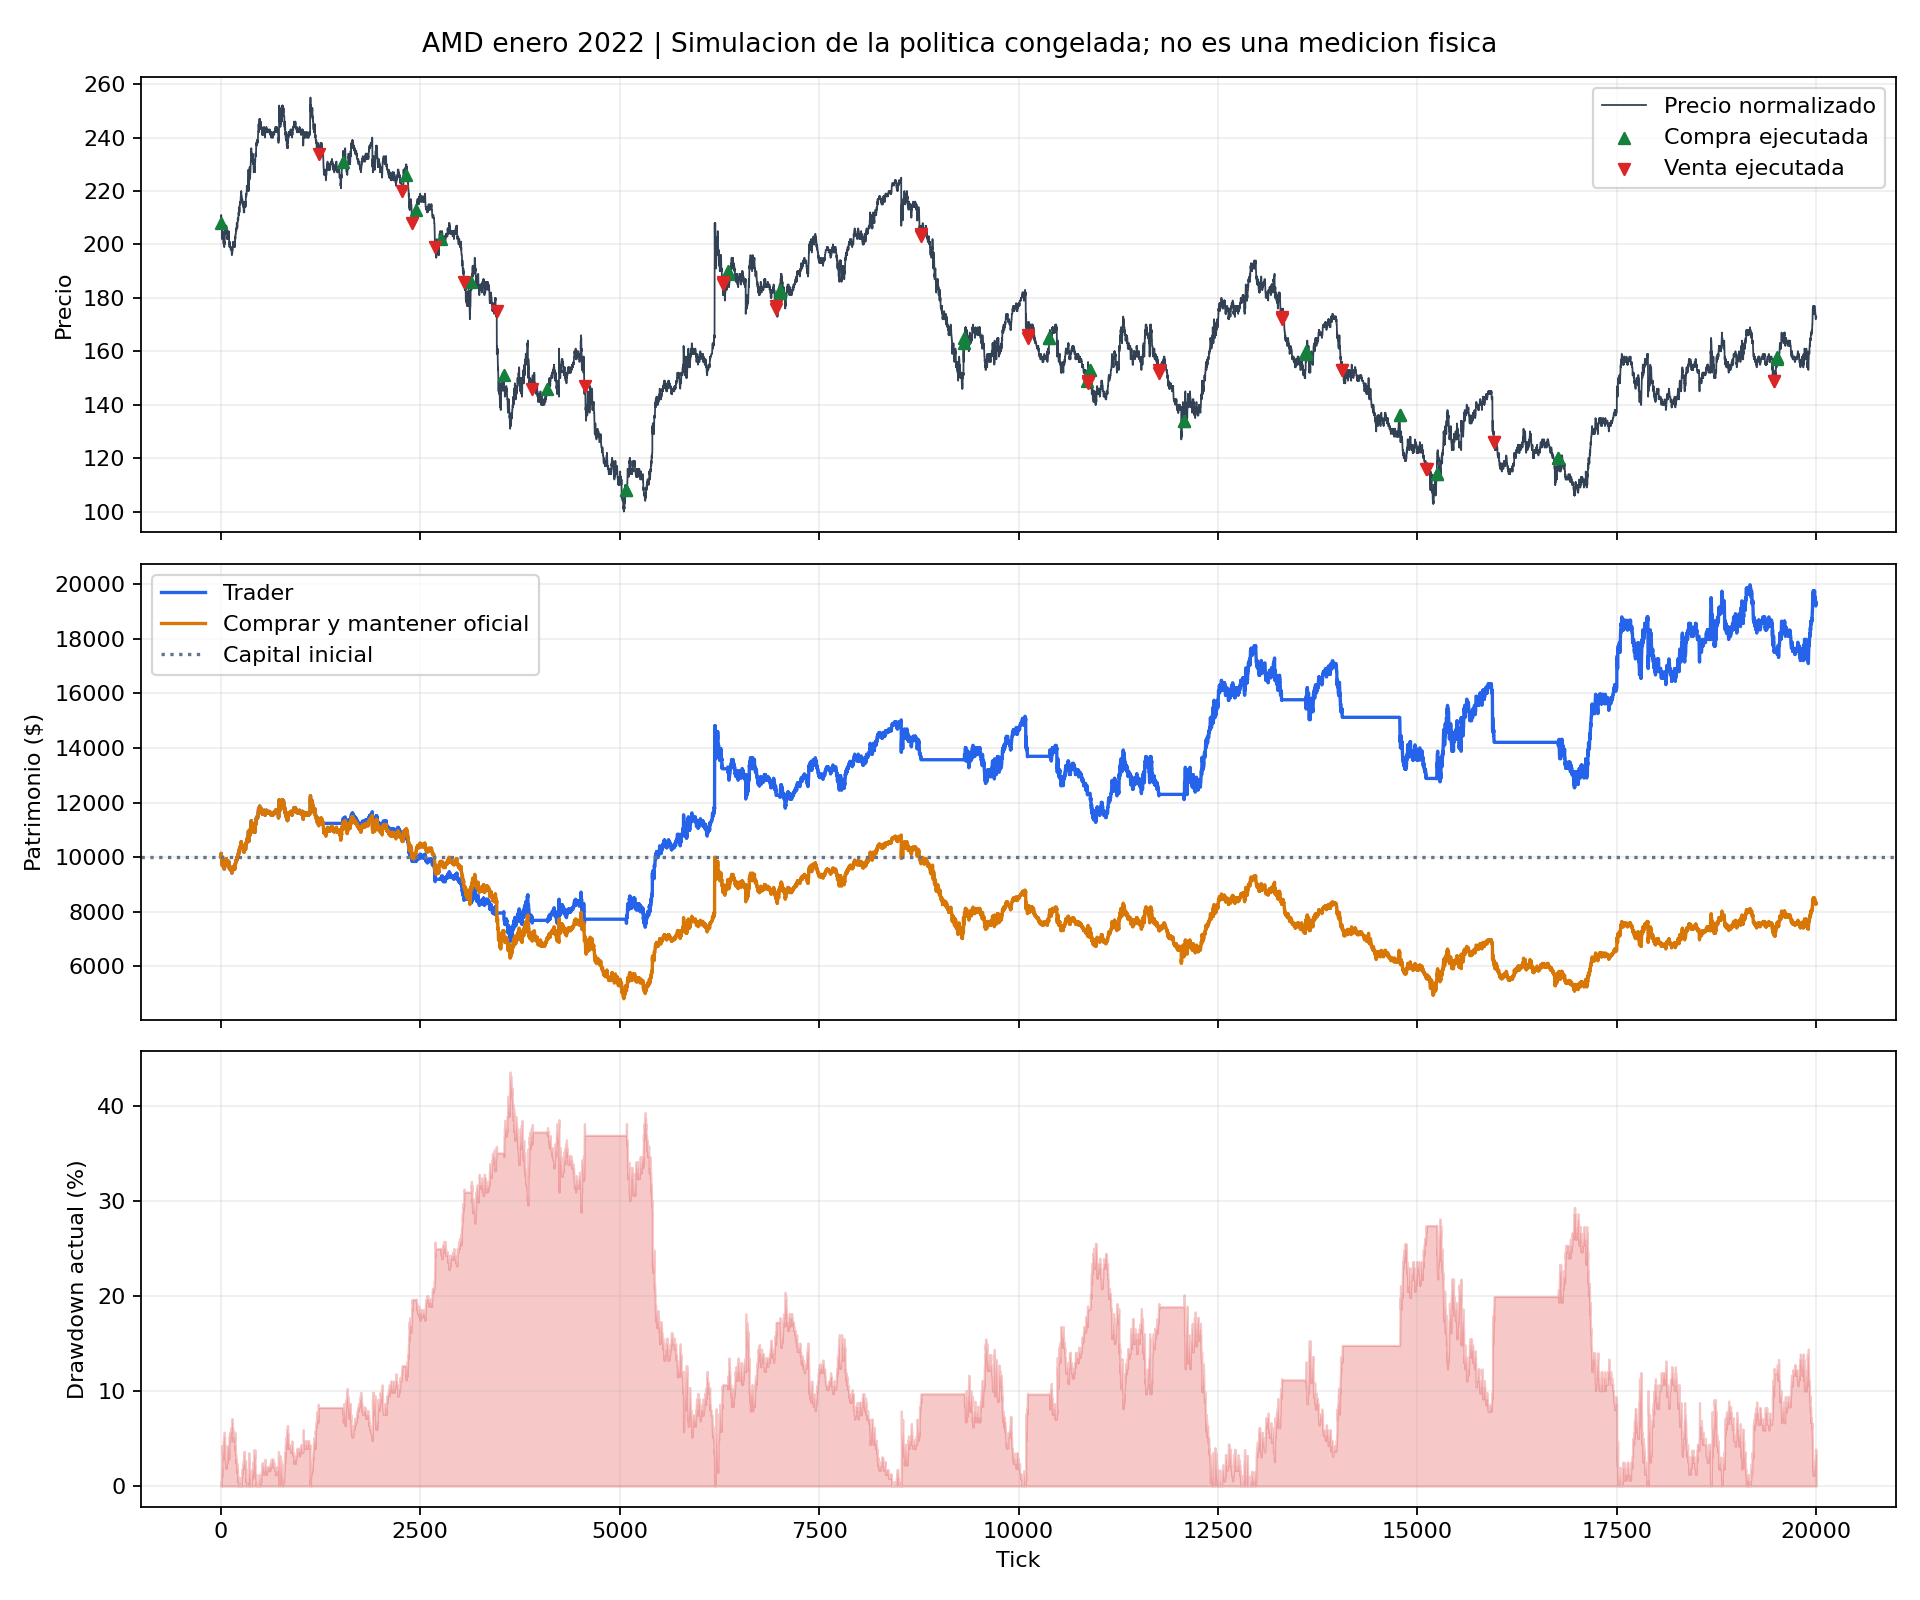 AMD enero 2022 | Simulacion de la politica congelada; no es una medicion fisica
260
240
220
200
180
160
140
120
100
Precio
Precio normalizado
Compra ejecutada
Venta ejecutada
20000
18000
16000
14000
12000
10000
8000
6000
Patrimonio ($)
Trader
Comprar y mantener oficial
Capital inicial
40
30
20
10
0
Drawdown actual (%)
0 2500 5000 7500 10000 12500 15000 17500 20000
Tick